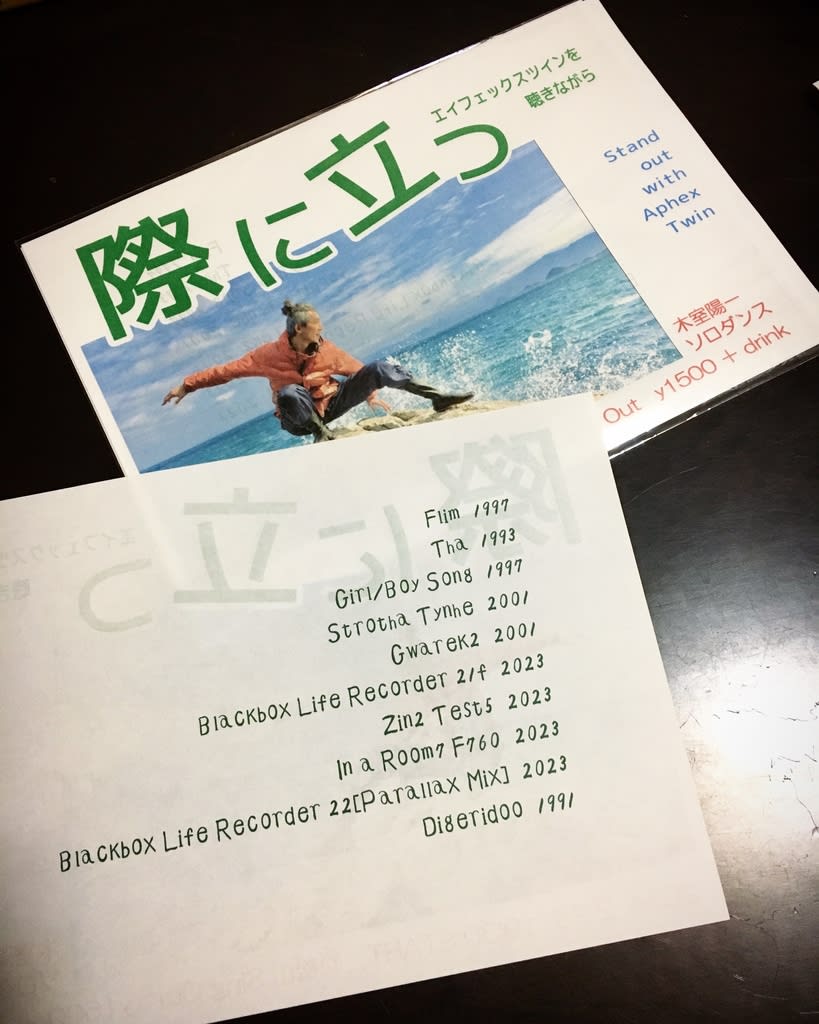 エイフェックスツインを
聴きながら
際に立つ
Stand
out
with
Aphex
Twin
木室陽一
ソロダンス
Out y1500 + drink
Flim 1997
Tha 1993
Girl/Boy Song 1997
Strotha Tynhe 2001
Gwarek2 2001
Blackbox Life Recorder 21f 2023
Zin2 Test5 2023
In a Room7 F760 2023
Blackbox Life Recorder 22[Parallax Mix] 2023
Digeridoo 1991